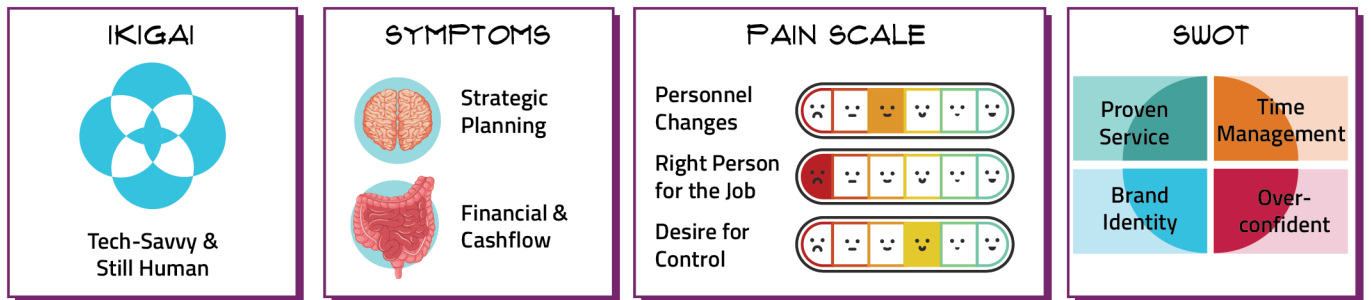 IKIGAI
Tech-Savvy &
Still Human
SYMPTOMS
Strategic
Planning
Financial &
Cashflow
PAIN SCALE
Personnel
Changes
Right Person
for the Job
Desire for
Control
SWOT
Proven
Service
Time
Management
Brand
Identity
Over-
confident